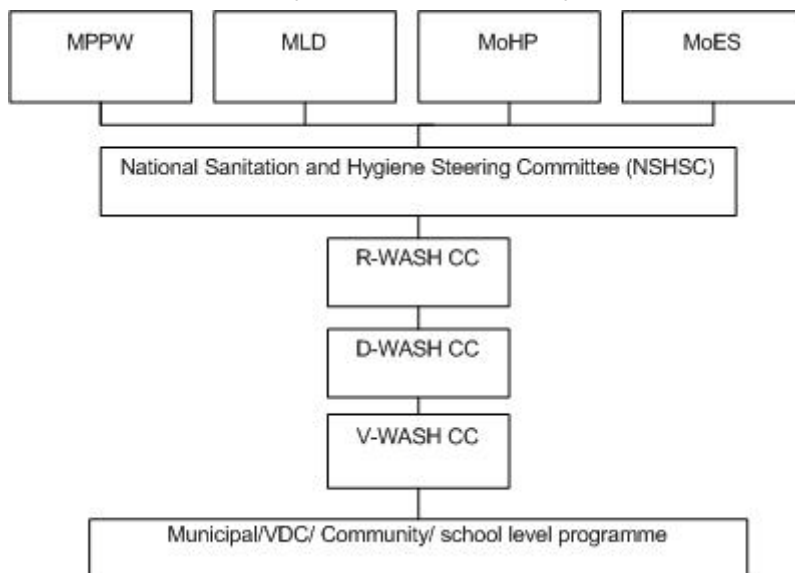 MPPW
MLD
MoHP
MoES
National Sanitation and Hygiene Steering Committee (NSHSC)
R-WASH CC
D-WASH CC
V-WASH CC
Municipal/VDC/ Community/ school level programme